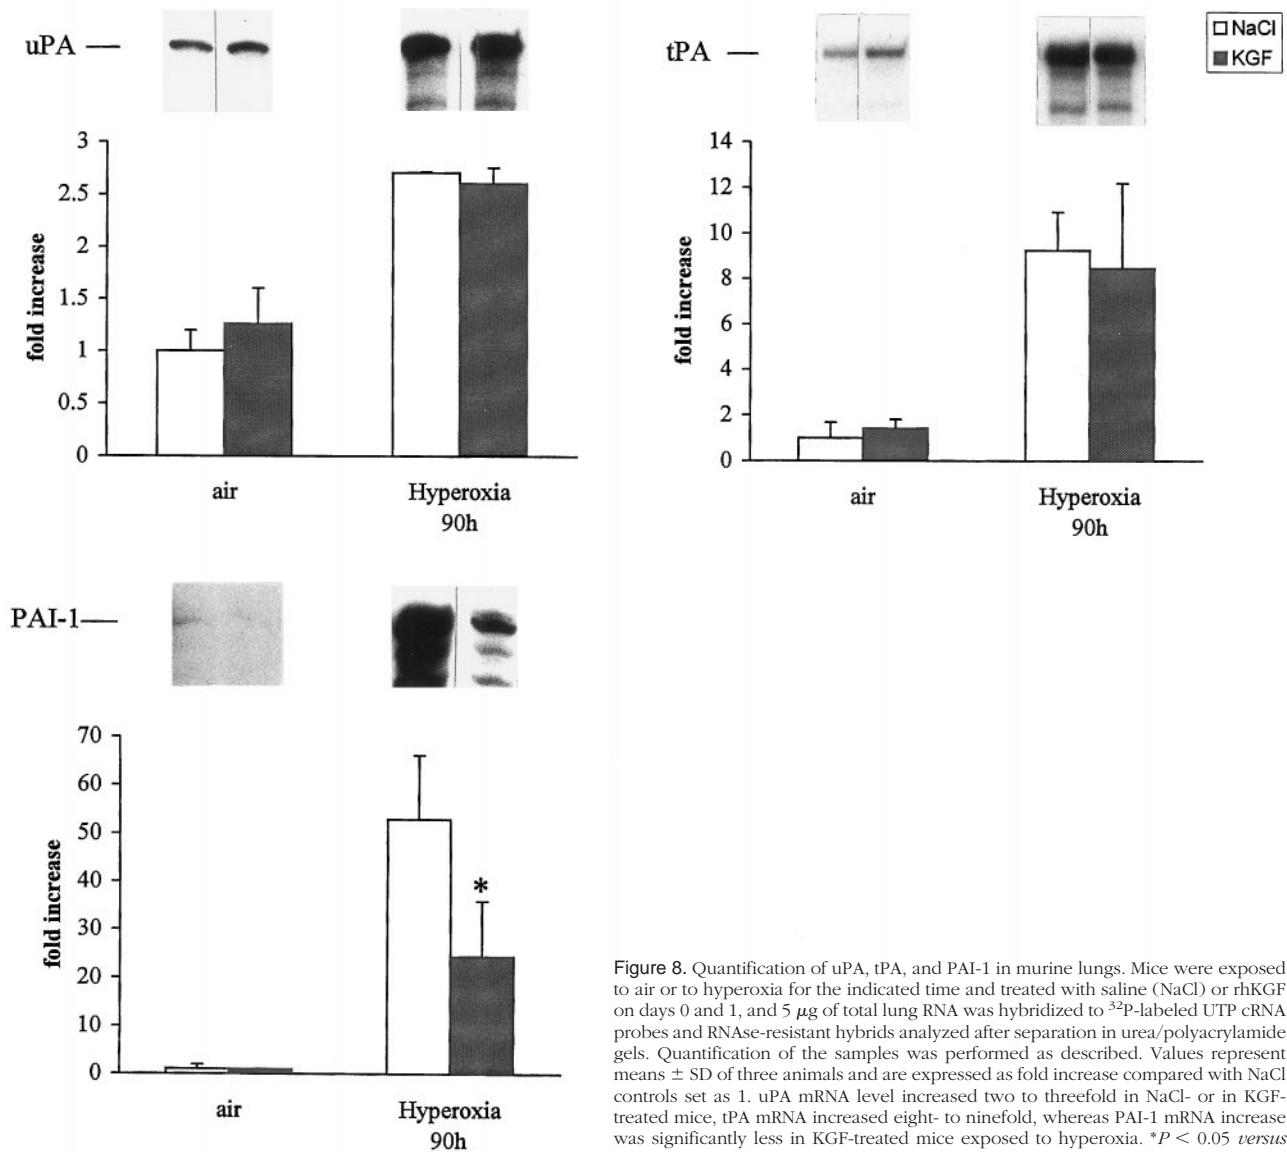 uPA
tPA
NaCl
KGF
3
2.5
2
1.5
1
0.5
0
fold increase
air
Hyperoxia
90h
14
12
10
8
6
4
2
0
fold increase
air
Hyperoxia
90h
PAI-1
70
60
50
40
30
20
10
0
fold increase
*
air
Hyperoxia
90h
Figure 8. Quantification of uPA, tPA, and PAI-1 in murine lungs. Mice were exposed
to air or to hyperoxia for the indicated time and treated with saline (NaCl) or rhKGF
on days 0 and 1, and 5 μg of total lung RNA was hybridized to ³²P-labeled UTP cRNA
probes and RNAse-resistant hybrids analyzed after separation in urea/polyacrylamide
gels. Quantification of the samples was performed as described. Values represent
means ± SD of three animals and are expressed as fold increase compared with NaCl
controls set as 1. uPA mRNA level increased two to threefold in NaCl- or in KGF-
treated mice, tPA mRNA increased eight- to ninefold, whereas PAI-1 mRNA increase
was significantly less in KGF-treated mice exposed to hyperoxia. *P < 0.05 versus